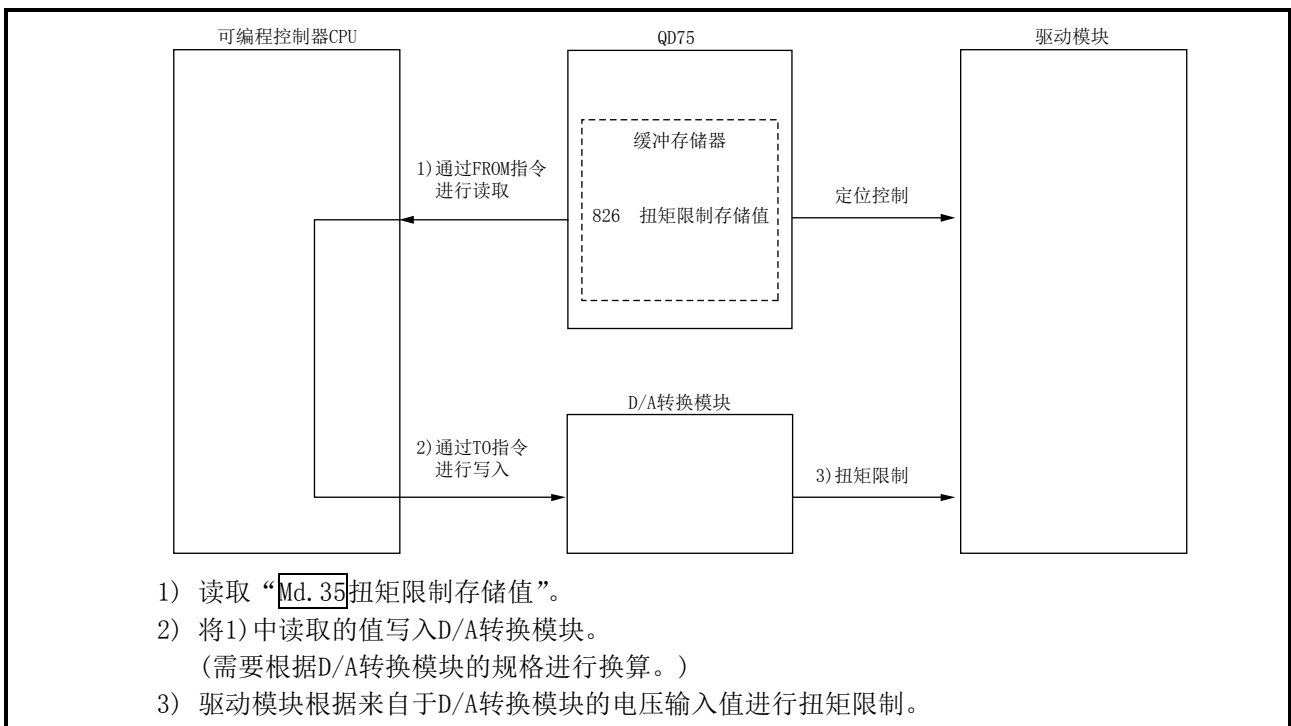 可编程控制器CPU
QD75
驱动模块
缓冲存储器
1)通过FROM指令
进行读取
826 扭矩限制存储值
定位控制
D/A转换模块
2)通过TO指令
进行写入
3)扭矩限制
1) 读取“Md.35扭矩限制存储值”。
2) 将1)中读取的值写入D/A转换模块。
(需要根据D/A转换模块的规格进行换算。)
3) 驱动模块根据来自于D/A转换模块的电压输入值进行扭矩限制。